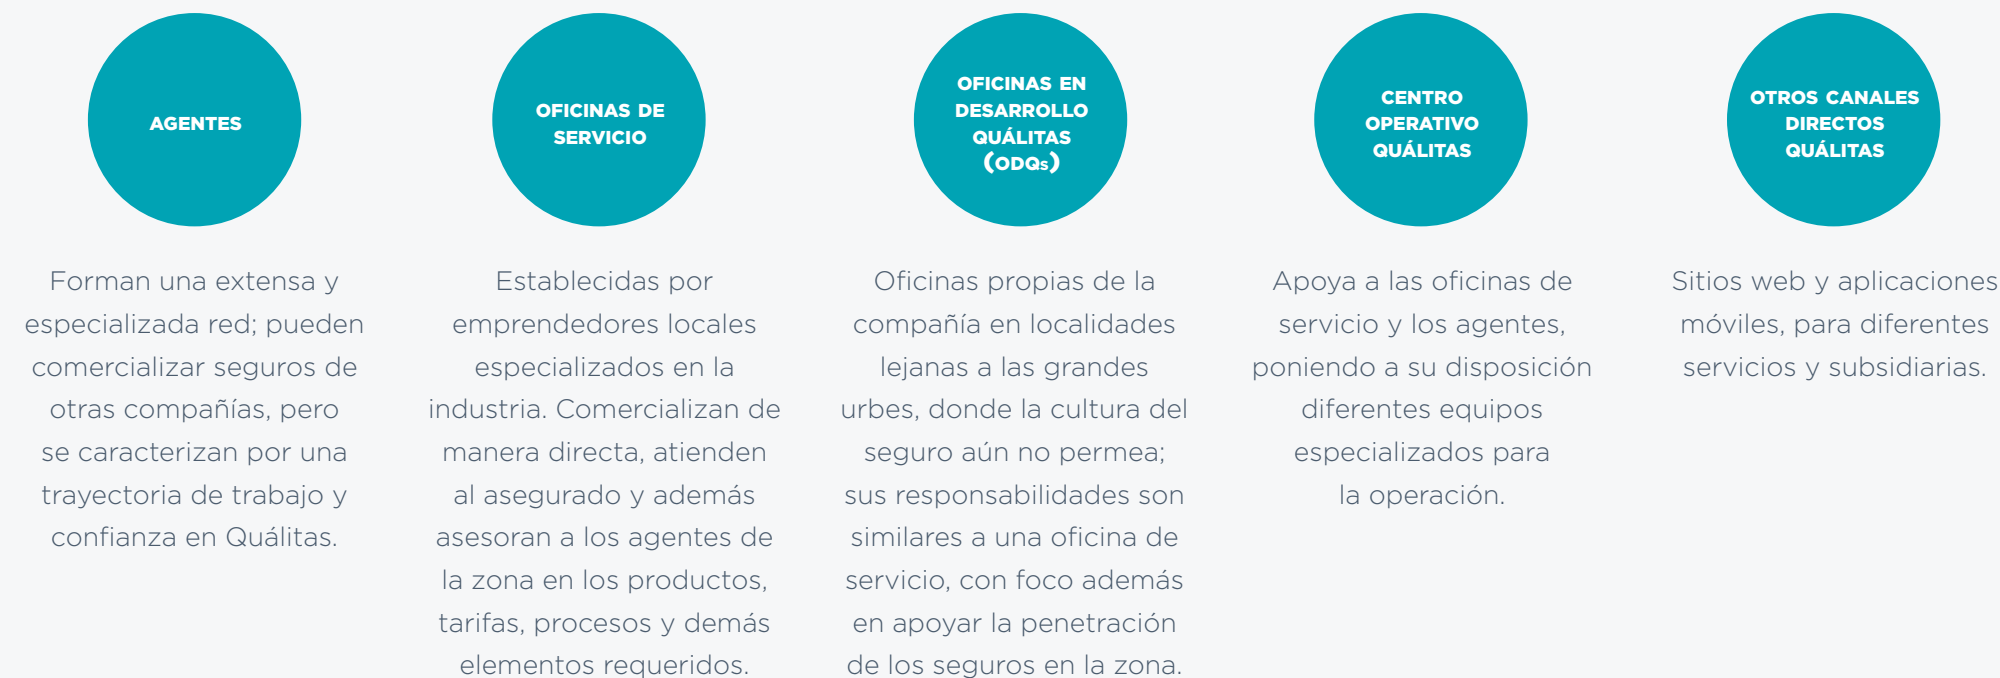 AGENTES
Forman una extensa y
especializada red; pueden
comercializar seguros de
otras compañías, pero
se caracterizan por una
trayectoria de trabajo y
confianza en Quálitas.
OFICINAS DE
SERVICIO
Establecidas por
emprendedores locales
especializados en la
industria. Comercializan de
manera directa, atienden
al asegurado y además
asesoran a los agentes de
la zona en los productos,
tarifas, procesos y demás
elementos requeridos.
OFICINAS EN
DESARROLLO
QUÁLITAS
(ODQs)
Oficinas propias de la
compañía en localidades
lejanas a las grandes
urbes, donde la cultura del
seguro aún no permea;
sus responsabilidades son
similares a una oficina de
servicio, con foco además
en apoyar la penetración
de los seguros en la zona.
CENTRO
OPERATIVO
QUÁLITAS
Apoya a las oficinas de
servicio y los agentes,
poniendo a su disposición
diferentes equipos
especializados para
la operación.
OTROS CANALES
DIRECTOS
QUÁLITAS
Sitios web y aplicaciones
móviles, para diferentes
servicios y subsidiarias.